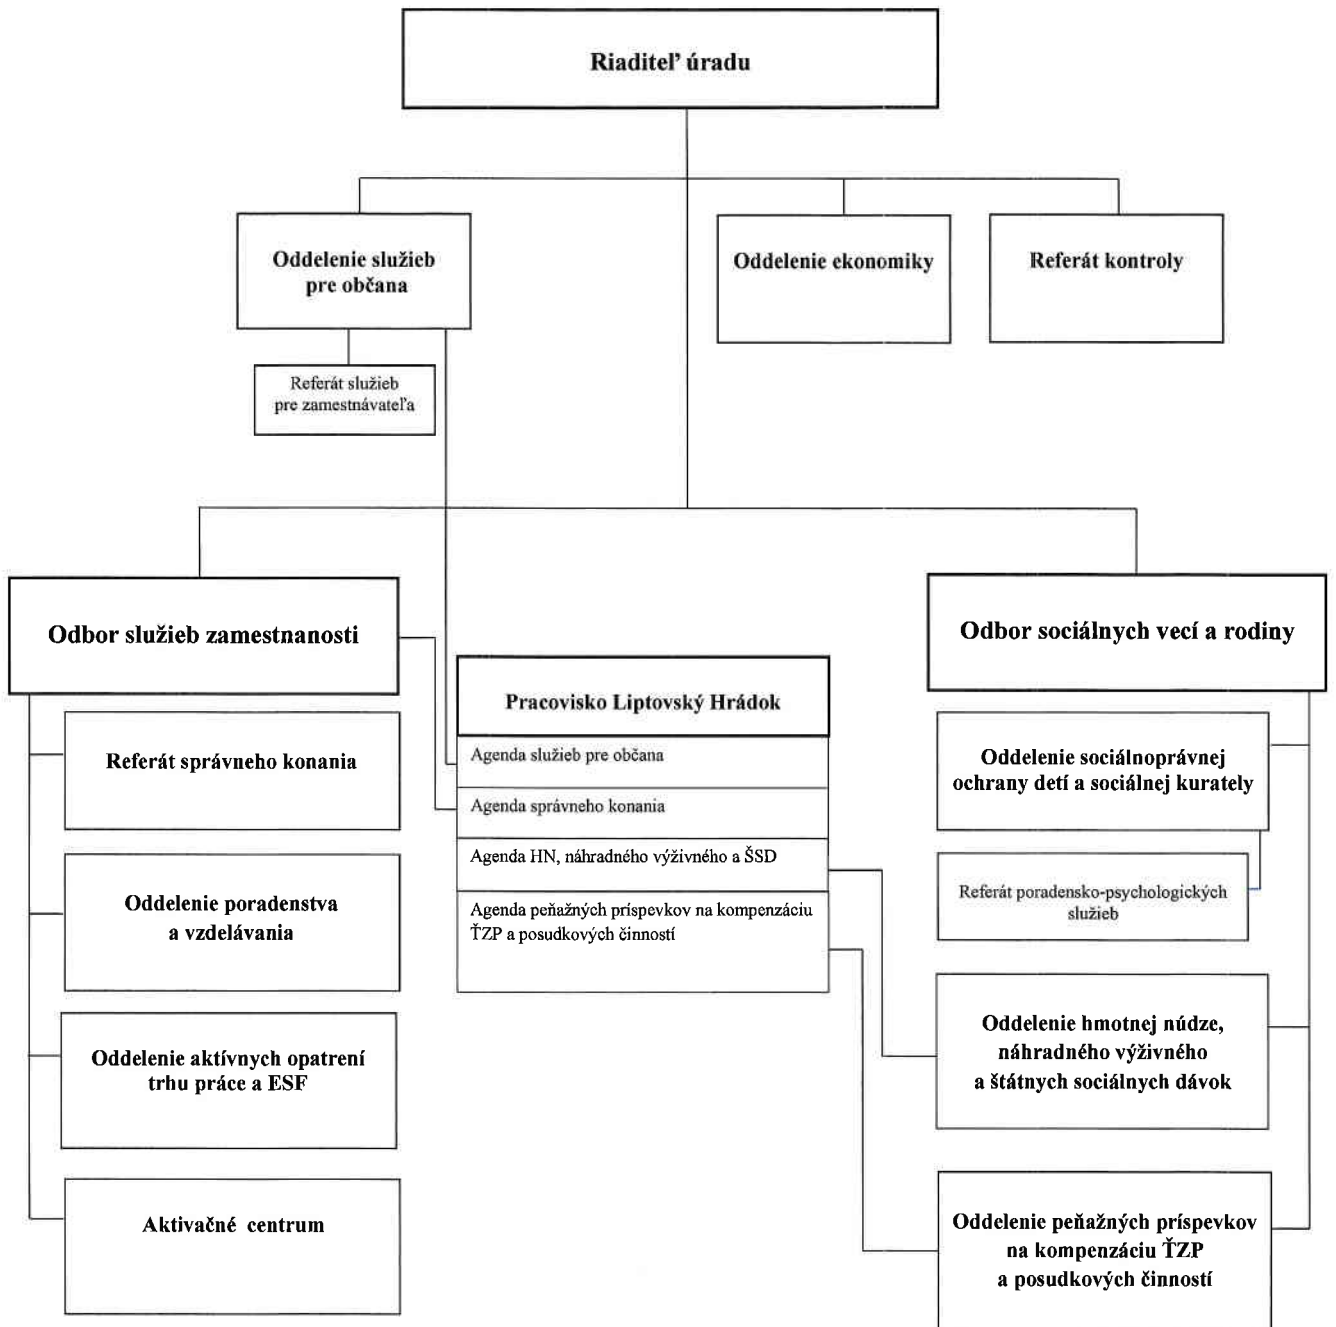 Riaditeľ úradu
Oddelenie služieb
pre občana
Oddelenie ekonomiky
Referát kontroly
Referát služieb
pre zamestnávateľa
Odbor služieb zamestnanosti
Referát správneho konania
Oddelenie poradenstva
a vzdelávania
Oddelenie aktívnych opatrení
trhu práce a ESF
Aktivačné centrum
Pracovisko Liptovský Hrádok
Agenda služieb pre občana
Agenda správneho konania
Agenda HN, náhradného výživného a ŠSD
Agenda peňažných príspevkov na kompenzáciu
ŤZP a posudkových činností
Odbor sociálnych vecí a rodiny
Oddelenie sociálnoprávnej
ochrany detí a sociálnej kurately
Referát poradensko-psychologických
služieb
Oddelenie hmotnej núdze,
náhradného výživného
a štátnych sociálnych dávok
Oddelenie peňažných príspevkov
na kompenzáciu ŤZP
a posudkových činností